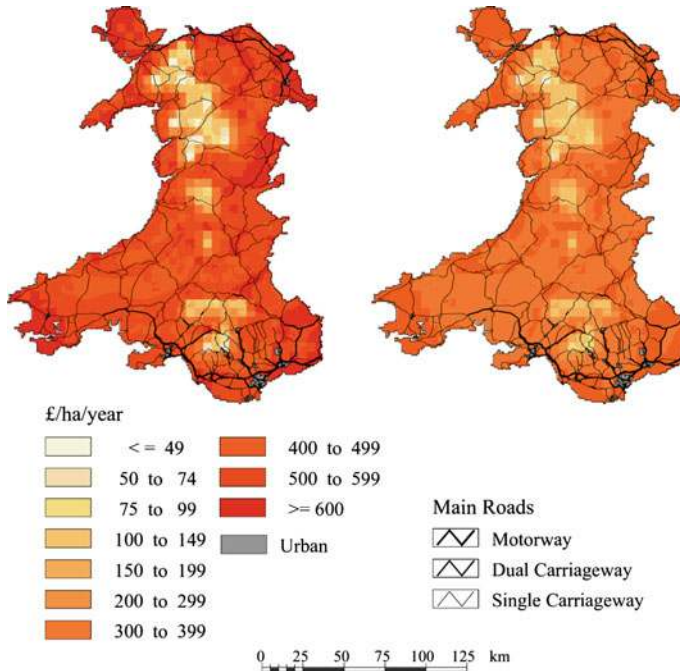 £/ha/year
< = 49
50 to 74
75 to 99
100 to 149
150 to 199
200 to 299
300 to 399
400 to 499
500 to 599
>= 600
Urban
Main Roads
Motorway
Dual Carriageway
Single Carriageway
0 25 50 75 100 125 km